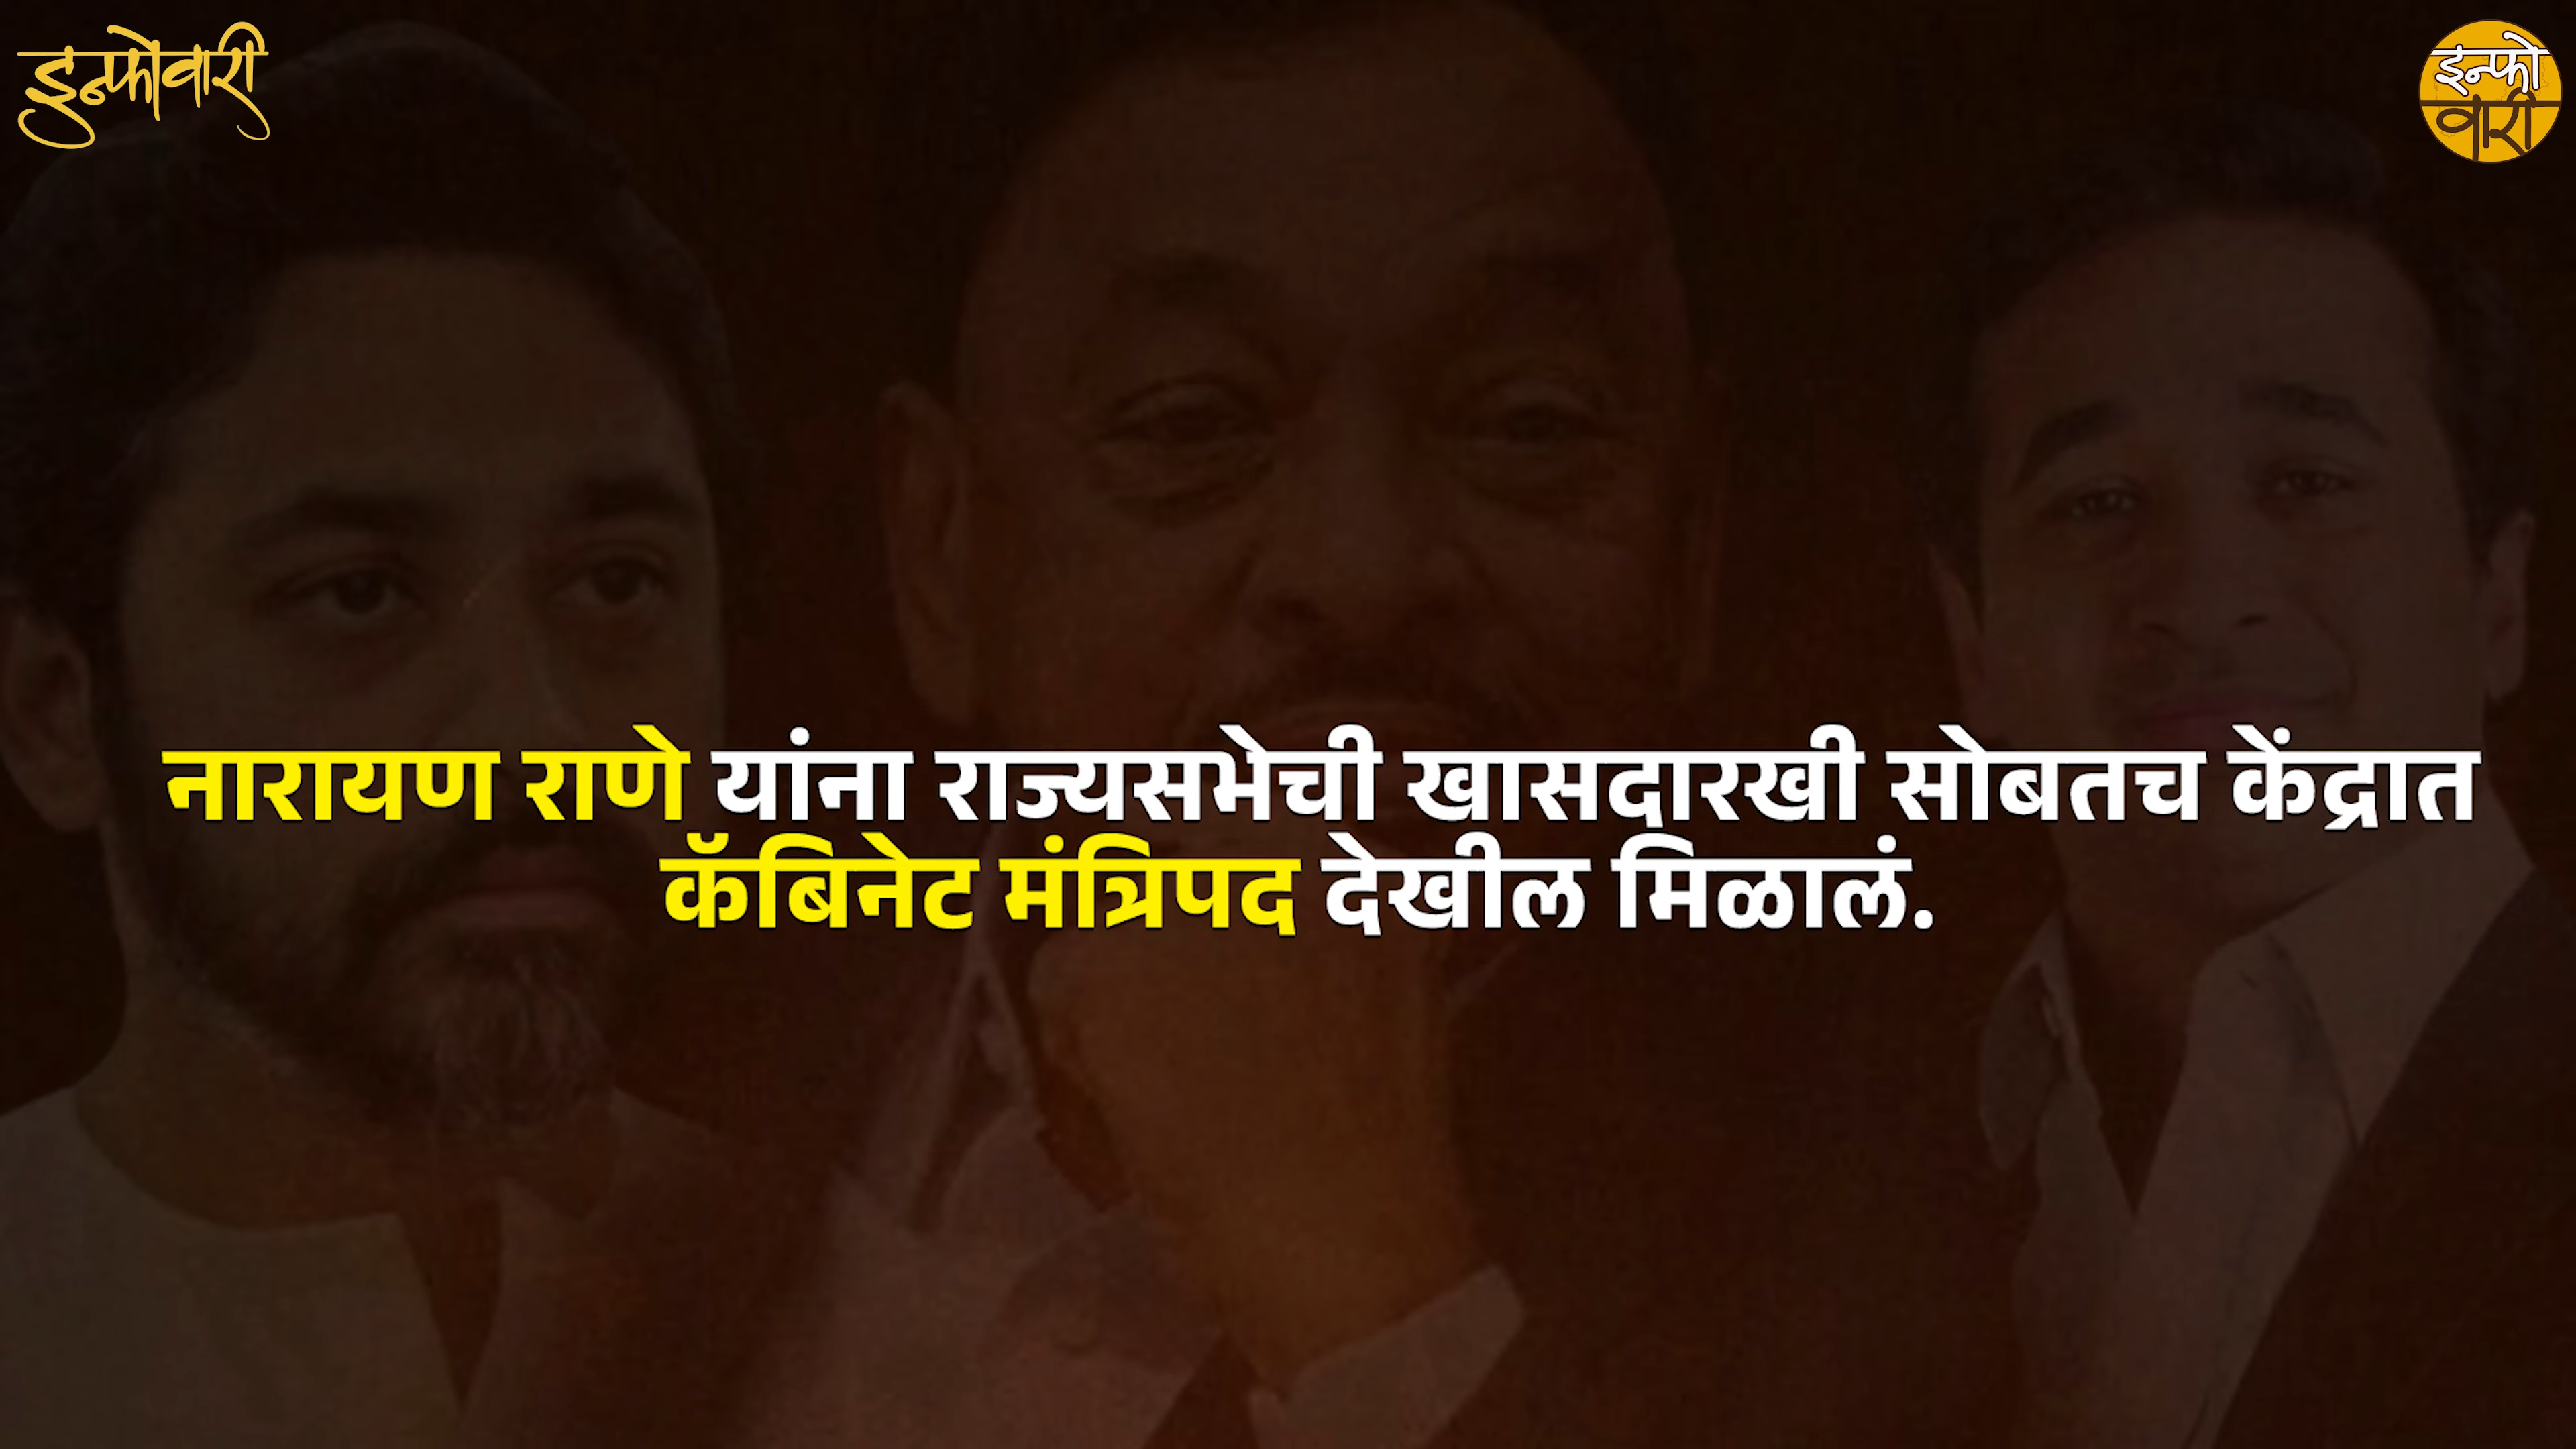 इन्फोवारी
इन्फो
वारी
नारायण राणे यांना राज्यसभेची खासदारखी सोबतच केंद्रात
कॅबिनेट मंत्रिपद देखील मिळालं.